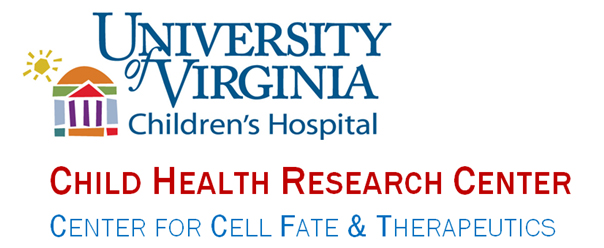 UNIVERSITY
of VIRGINIA
Children's Hospital
CHILD HEALTH RESEARCH CENTER
CENTER FOR CELL FATE & THERAPEUTICS